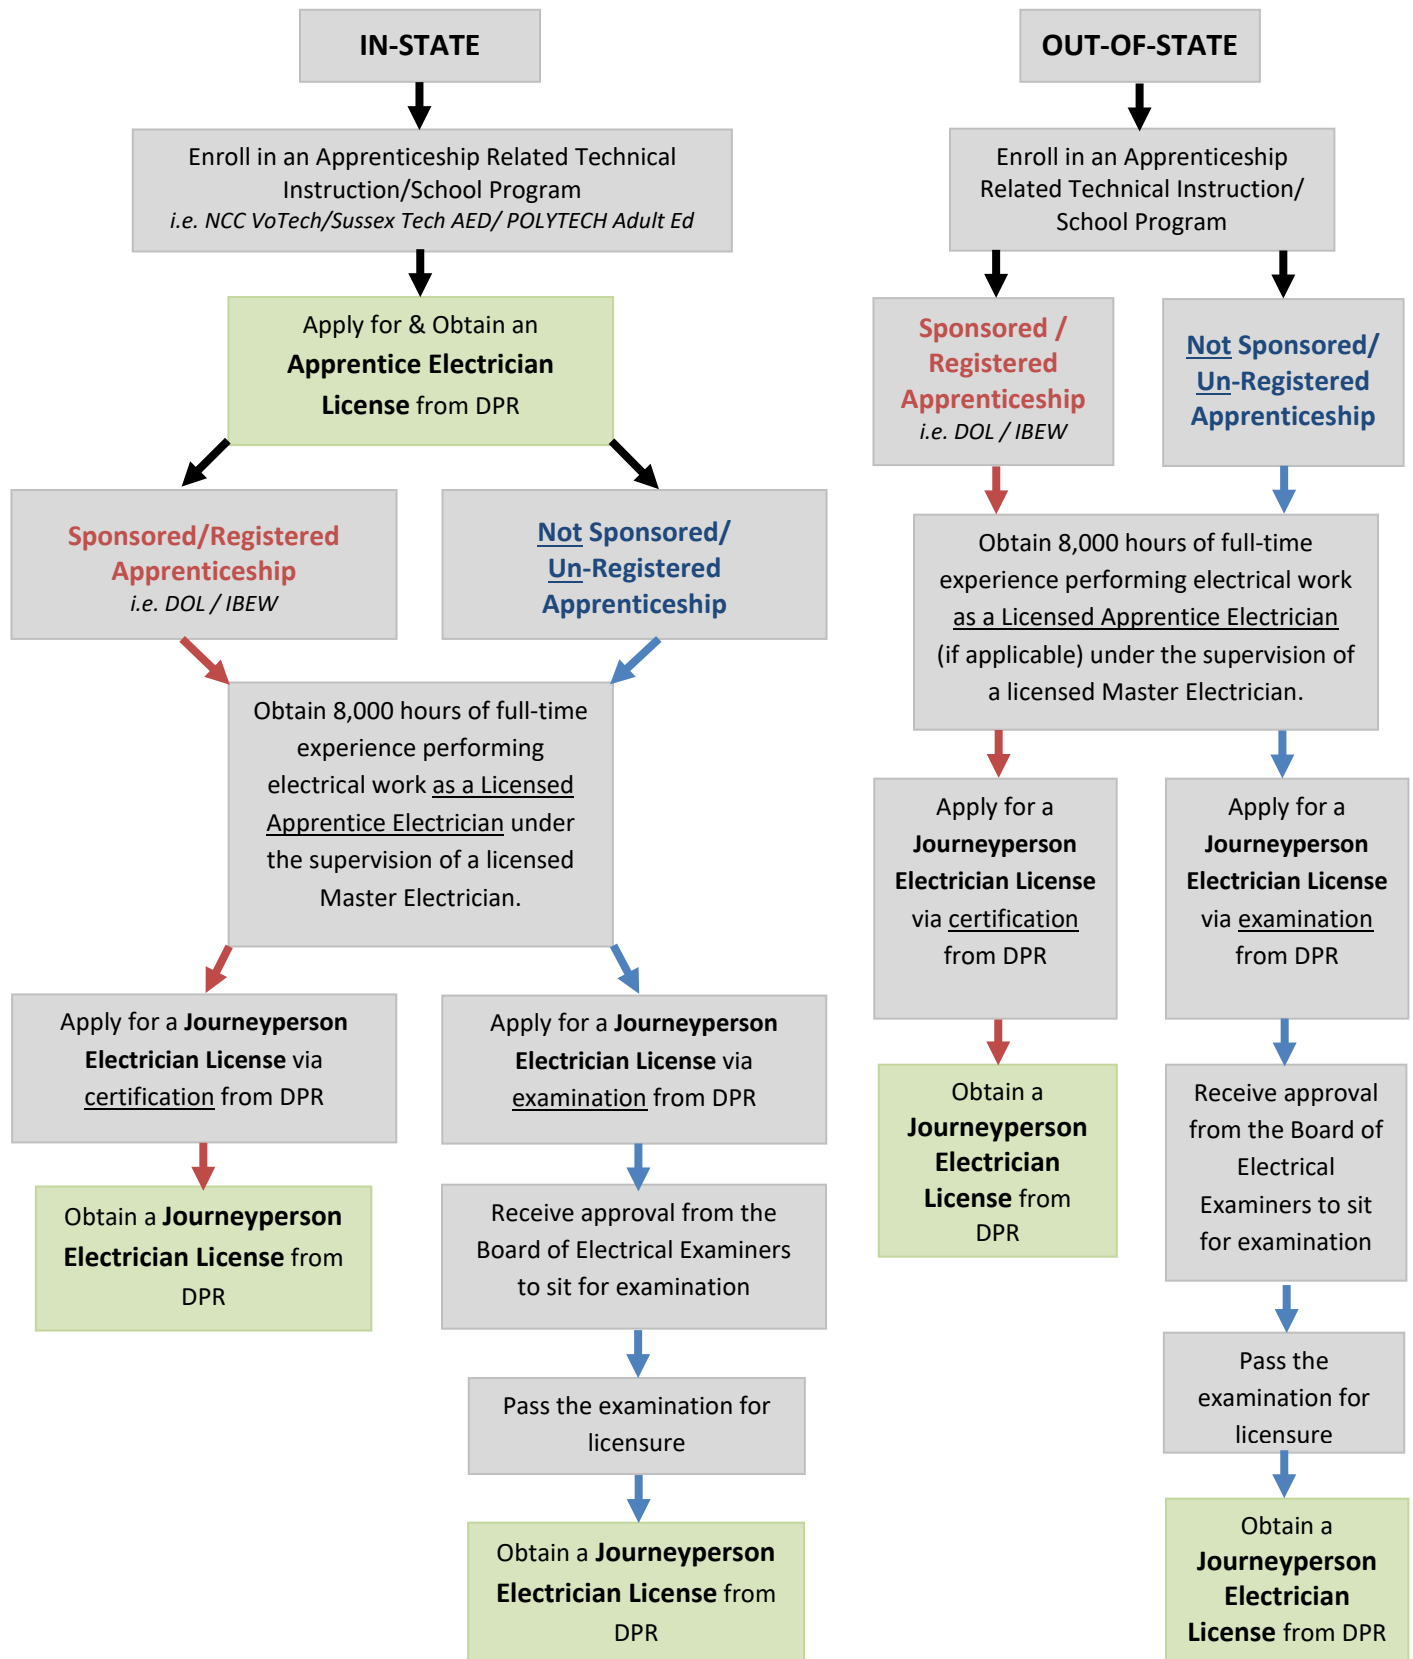 IN-STATE
Enroll in an Apprenticeship Related Technical
Instruction/School Program
i.e. NCC VoTech/Sussex Tech AED/ POLYTECH Adult Ed
Apply for & Obtain an
Apprentice Electrician
License from DPR
Sponsored/Registered
Apprenticeship
i.e. DOL / IBEW
Not Sponsored/
Un-Registered
Apprenticeship
Obtain 8,000 hours of full-time
experience performing
electrical work as a Licensed
Apprentice Electrician under
the supervision of a licensed
Master Electrician.
Apply for a Journeyperson
Electrician License via
certification from DPR
Obtain a Journeyperson
Electrician License from
DPR
Apply for a Journeyperson
Electrician License via
examination from DPR
Receive approval from the
Board of Electrical Examiners
to sit for examination
Pass the examination for
licensure
Obtain a Journeyperson
Electrician License from
DPR
OUT-OF-STATE
Enroll in an Apprenticeship
Related Technical Instruction/
School Program
Sponsored /
Registered
Apprenticeship
i.e. DOL / IBEW
Not Sponsored/
Un-Registered
Apprenticeship
Obtain 8,000 hours of full-time
experience performing electrical work
as a Licensed Apprentice Electrician
(if applicable) under the supervision of
a licensed Master Electrician.
Apply for a
Journeyperson
Electrician License
via certification
from DPR
Obtain a
Journeyperson
Electrician
License from
DPR
Apply for a
Journeyperson
Electrician License
via examination
from DPR
Receive approval
from the Board of
Electrical
Examiners to sit
for examination
Pass the
examination for
licensure
Obtain a
Journeyperson
Electrician
License from DPR